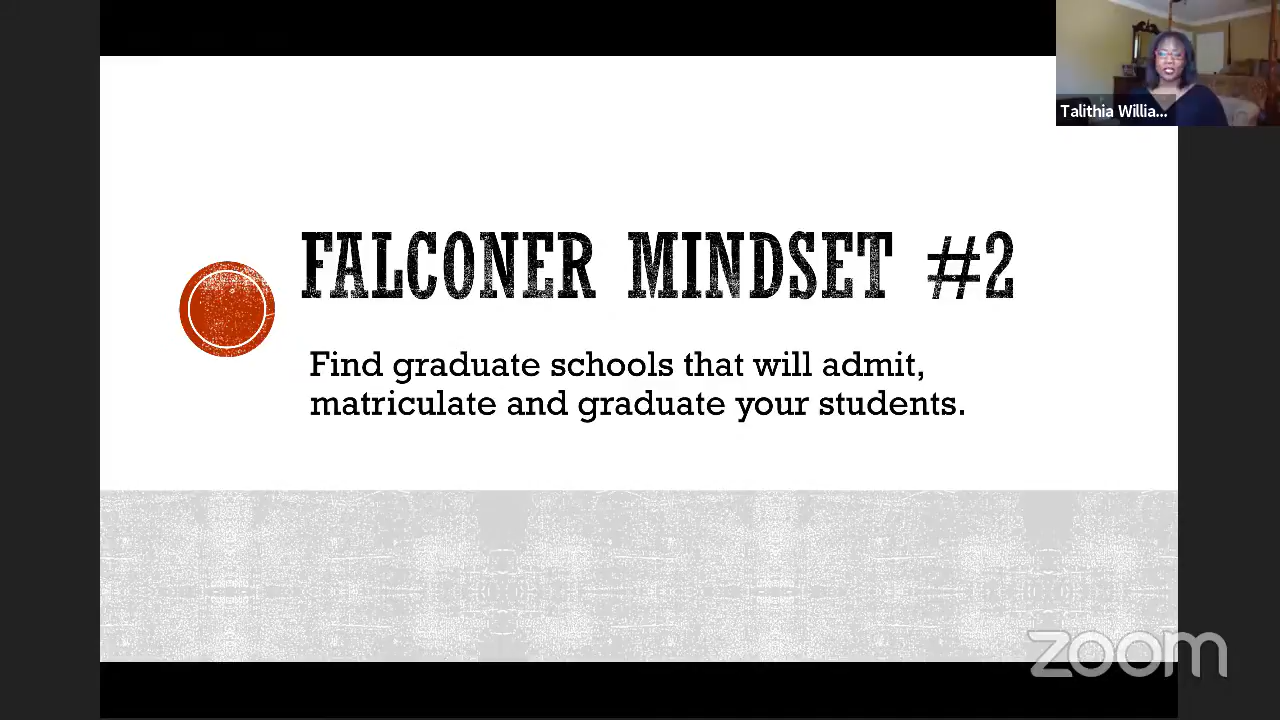 Talithia Willia...
FALCONER MINDSET #2
Find graduate schools that will admit,
matriculate and graduate your students.
zoom